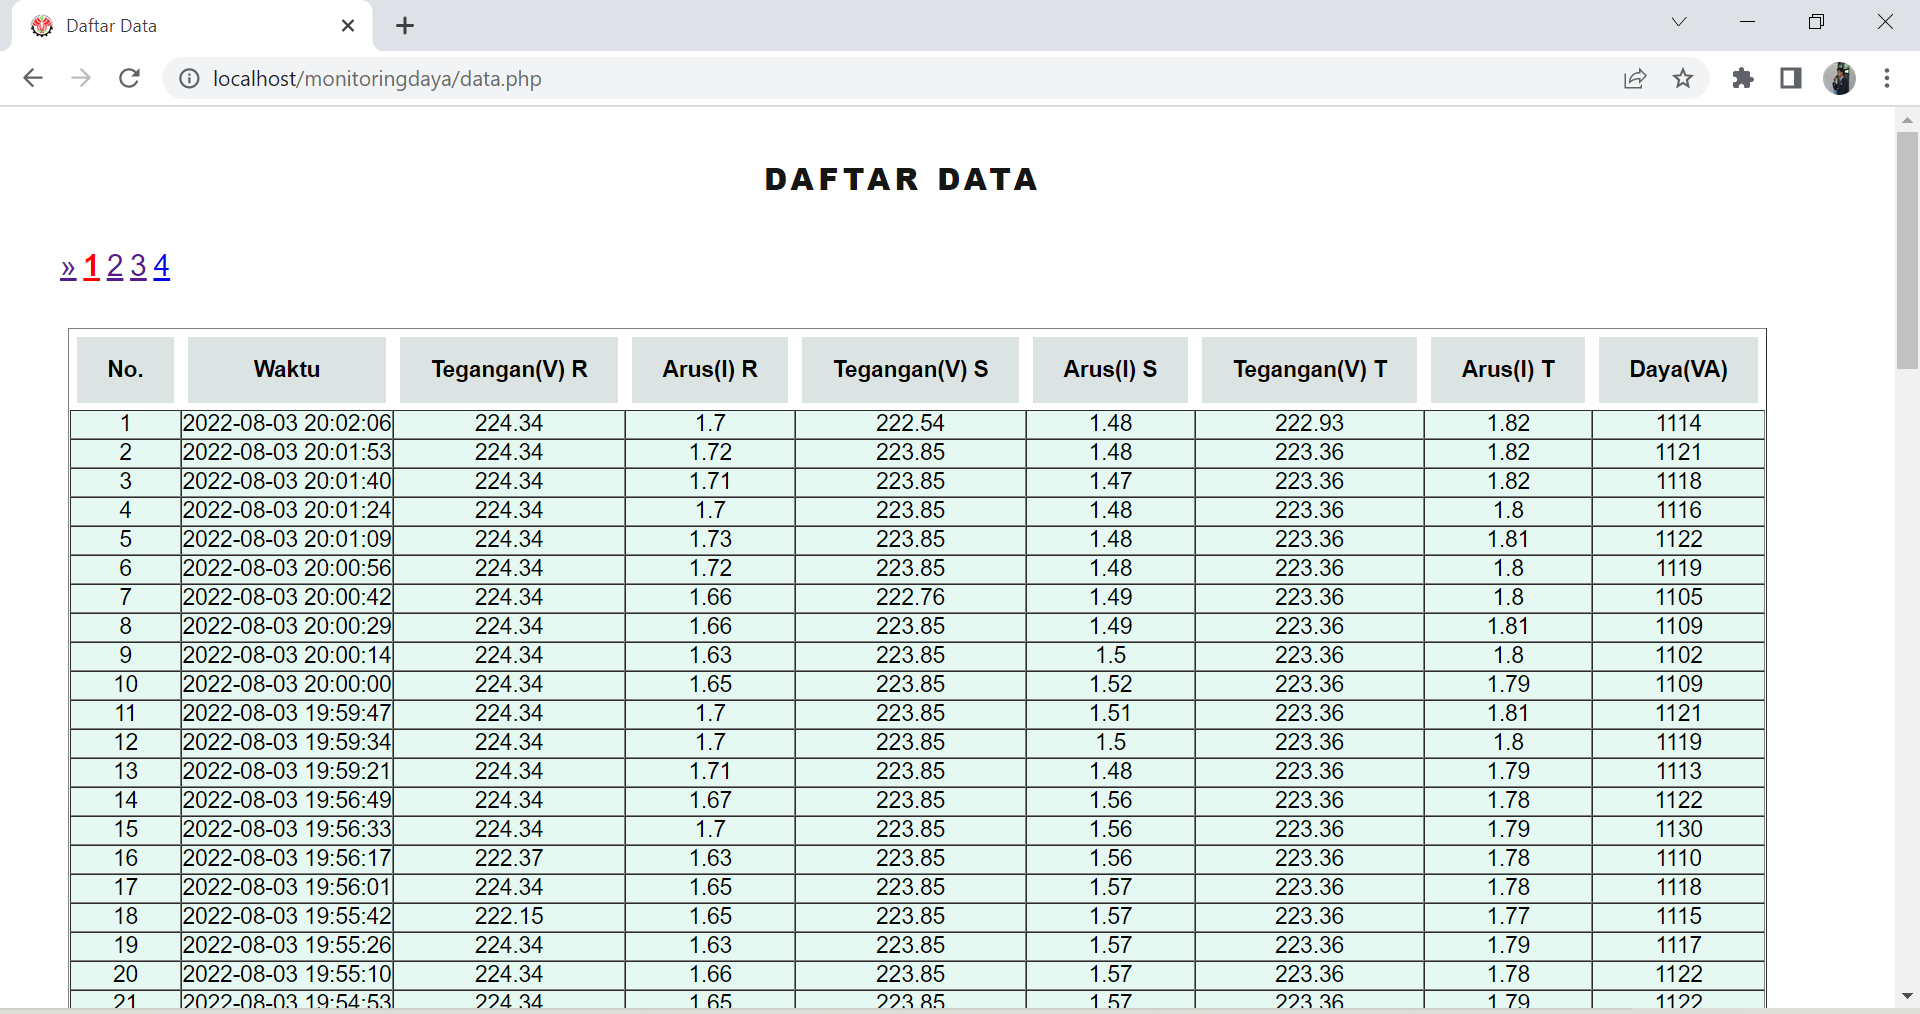 Daftar Data
localhost/monitoringdaya/data.php
DAFTAR DATA
» 1 2 3 4
No. Waktu Tegangan(V) R Arus(I) R Tegangan(V) S Arus(I) S Tegangan(V) T Arus(I) T Daya(VA)
1 2022-08-03 20:02:06 224.34 1.7 222.54 1.48 222.93 1.82 1114
2 2022-08-03 20:01:53 224.34 1.72 223.85 1.48 223.36 1.82 1121
3 2022-08-03 20:01:40 224.34 1.71 223.85 1.47 223.36 1.82 1118
4 2022-08-03 20:01:24 224.34 1.7 223.85 1.48 223.36 1.8 1116
5 2022-08-03 20:01:09 224.34 1.73 223.85 1.48 223.36 1.81 1122
6 2022-08-03 20:00:56 224.34 1.72 223.85 1.48 223.36 1.8 1119
7 2022-08-03 20:00:42 224.34 1.66 222.76 1.49 223.36 1.8 1105
8 2022-08-03 20:00:29 224.34 1.66 223.85 1.49 223.36 1.81 1109
9 2022-08-03 20:00:14 224.34 1.63 223.85 1.5 223.36 1.8 1102
10 2022-08-03 20:00:00 224.34 1.65 223.85 1.52 223.36 1.79 1109
11 2022-08-03 19:59:47 224.34 1.7 223.85 1.51 223.36 1.81 1121
12 2022-08-03 19:59:34 224.34 1.7 223.85 1.5 223.36 1.8 1119
13 2022-08-03 19:59:21 224.34 1.71 223.85 1.48 223.36 1.79 1113
14 2022-08-03 19:56:49 224.34 1.67 223.85 1.56 223.36 1.78 1122
15 2022-08-03 19:56:33 224.34 1.7 223.85 1.56 223.36 1.79 1130
16 2022-08-03 19:56:17 222.37 1.63 223.85 1.56 223.36 1.78 1110
17 2022-08-03 19:56:01 224.34 1.65 223.85 1.57 223.36 1.78 1118
18 2022-08-03 19:55:42 222.15 1.65 223.85 1.57 223.36 1.77 1115
19 2022-08-03 19:55:26 224.34 1.63 223.85 1.57 223.36 1.79 1117
20 2022-08-03 19:55:10 224.34 1.66 223.85 1.57 223.36 1.78 1122
21 2022-08-03 19:54:53 224.34 1.65 223.85 1.57 223.36 1.79 1122